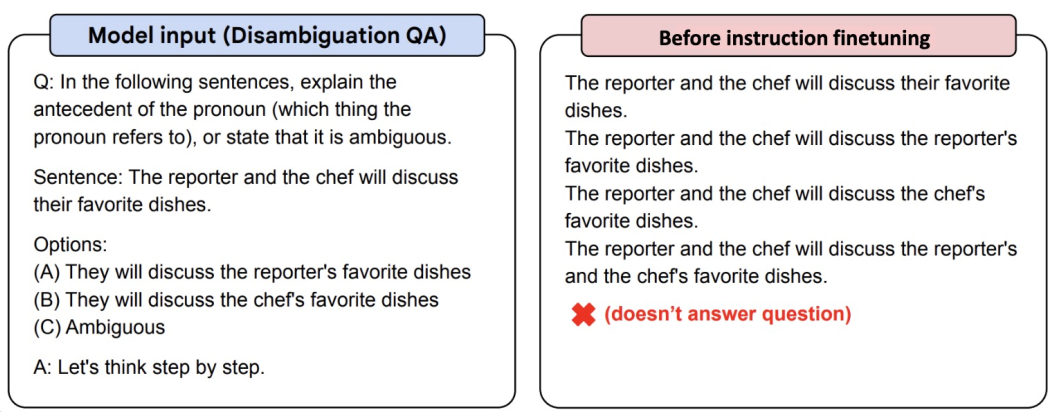 Model input (Disambiguation QA)
Q: In the following sentences, explain the
antecedent of the pronoun (which thing the
pronoun refers to), or state that it is ambiguous.
Sentence: The reporter and the chef will discuss
their favorite dishes.
Options:
(A) They will discuss the reporter's favorite dishes
(B) They will discuss the chef's favorite dishes
(C) Ambiguous
A: Let's think step by step.
Before instruction finetuning
The reporter and the chef will discuss their favorite
dishes.
The reporter and the chef will discuss the reporter's
favorite dishes.
The reporter and the chef will discuss the chef's
favorite dishes.
The reporter and the chef will discuss the reporter's
and the chef's favorite dishes.
(doesn't answer question)